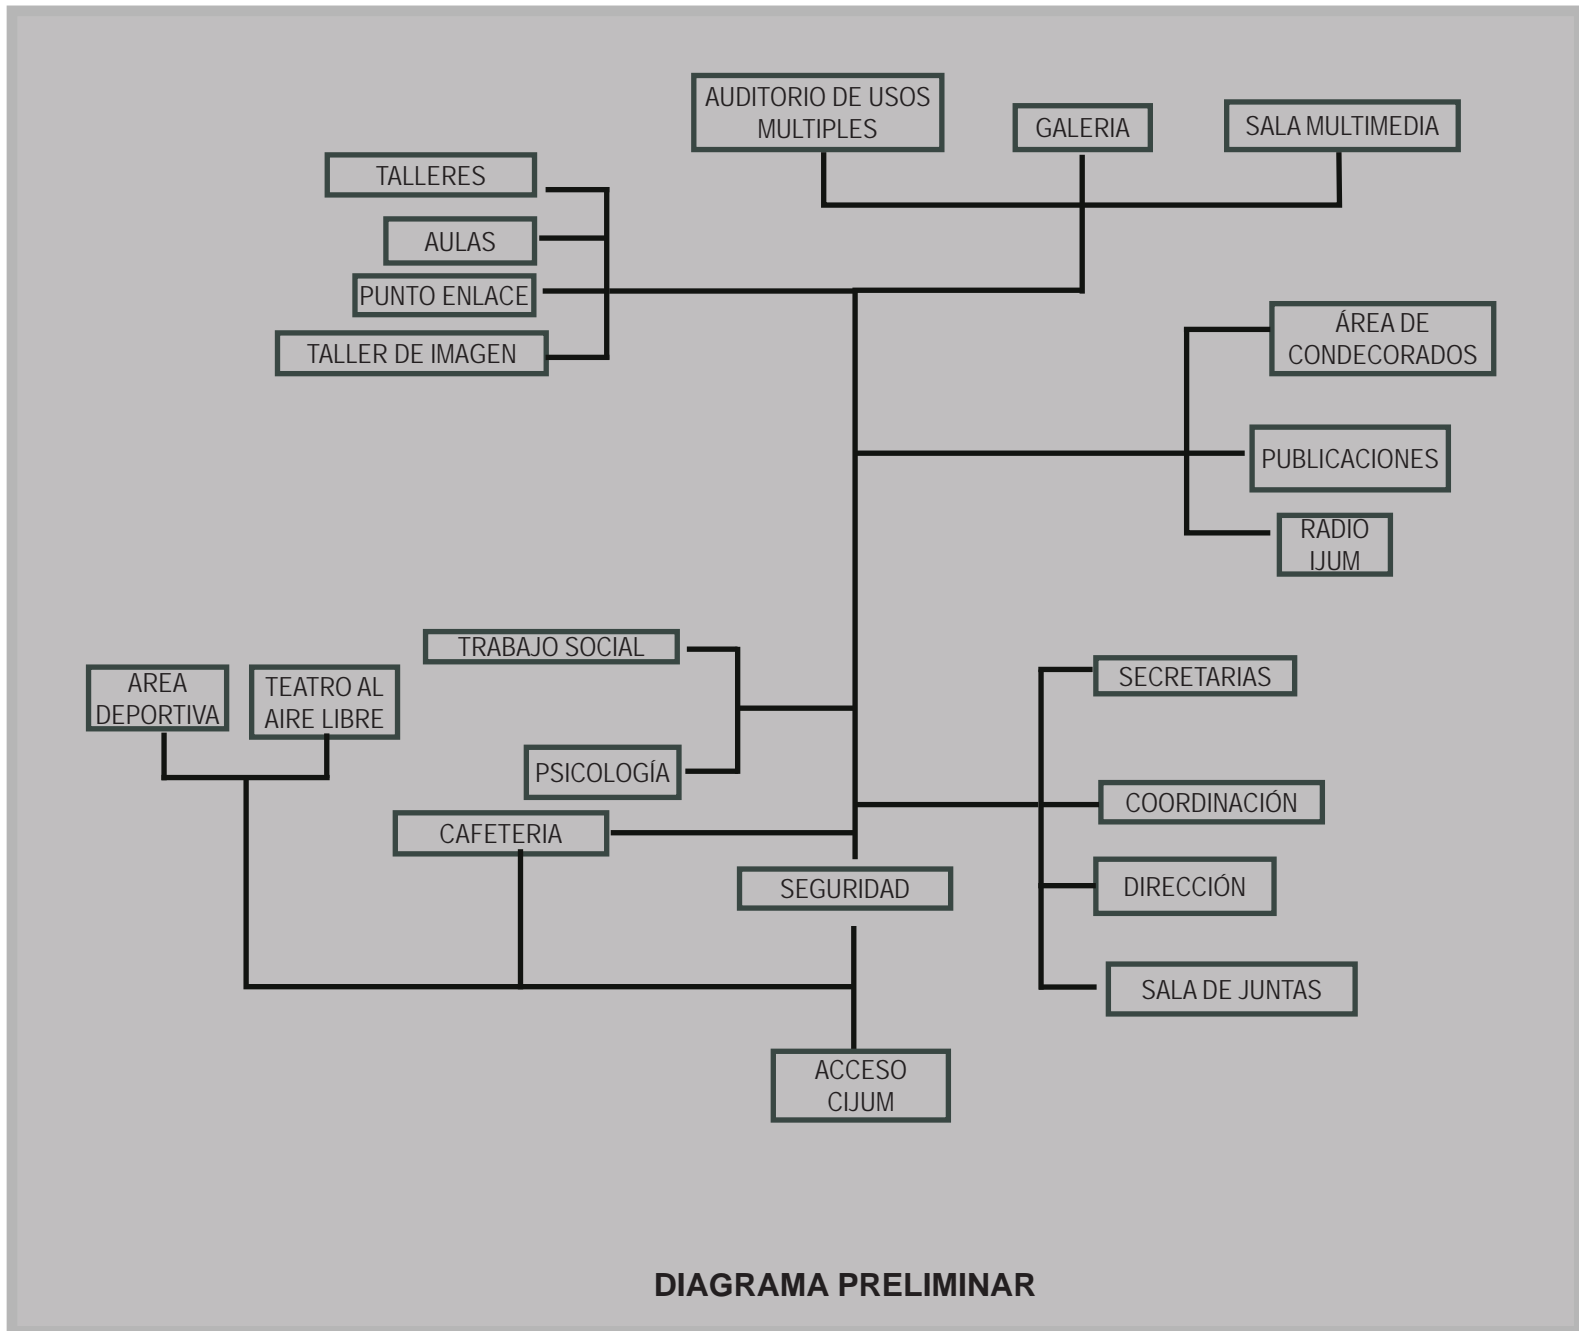 AUDITORIO DE USOS
MULTIPLES
GALERIA
SALA MULTIMEDIA
TALLERES
AULAS
PUNTO ENLACE
TALLER DE IMAGEN
ÁREA DE
CONDECORADOS
PUBLICACIONES
RADIO
IJUM
TRABAJO SOCIAL
AREA
DEPORTIVA
TEATRO AL
AIRE LIBRE
PSICOLOGÍA
CAFETERIA
SECRETARIAS
COORDINACIÓN
SEGURIDAD
DIRECCIÓN
SALA DE JUNTAS
ACCESO
CIJUM
DIAGRAMA PRELIMINAR